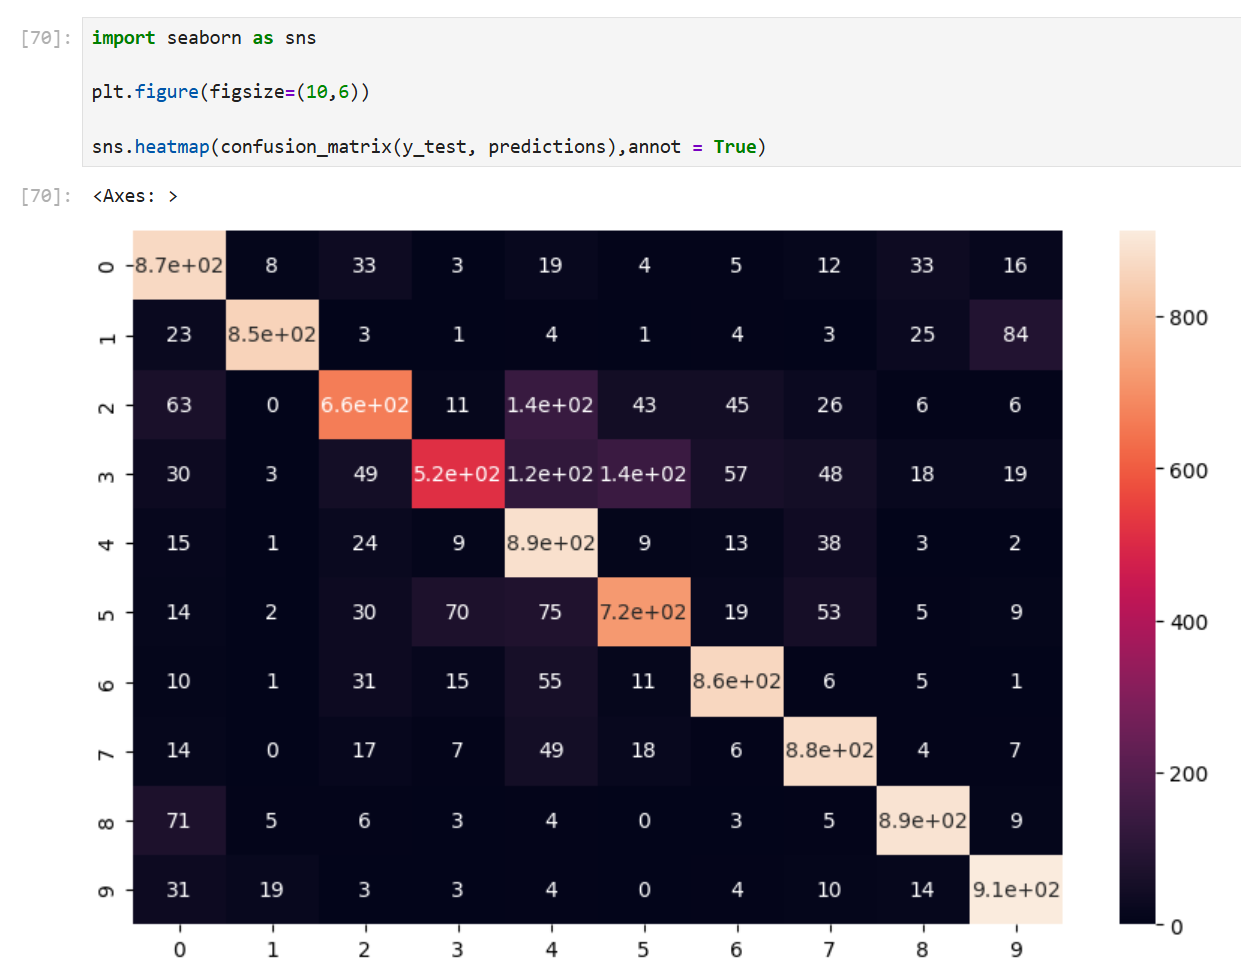 [70]: import seaborn as sns
plt.figure(figsize=(10,6))
sns.heatmap(confusion_matrix(y_test, predictions),annot = True)
[70]: <Axes: >
0 8.7e+02 8 33 3 19 4 5 12 33 16
1 23 8.5e+02 3 1 4 1 4 3 25 84
2 63 0 6.6e+02 11 1.4e+02 43 45 26 6 6
3 30 3 49 5.2e+02 1.2e+02 1.4e+02 57 48 18 19
4 15 1 24 9 8.9e+02 9 13 38 3 2
5 14 2 30 70 75 7.2e+02 19 53 5 9
6 10 1 31 15 55 11 8.6e+02 6 5 1
7 14 0 17 7 49 18 6 8.8e+02 4 7
8 71 5 6 3 4 0 3 5 8.9e+02 9
9 31 19 3 3 4 0 4 10 14 9.1e+02
0 1 2 3 4 5 6 7 8 9
800
600
400
200
0